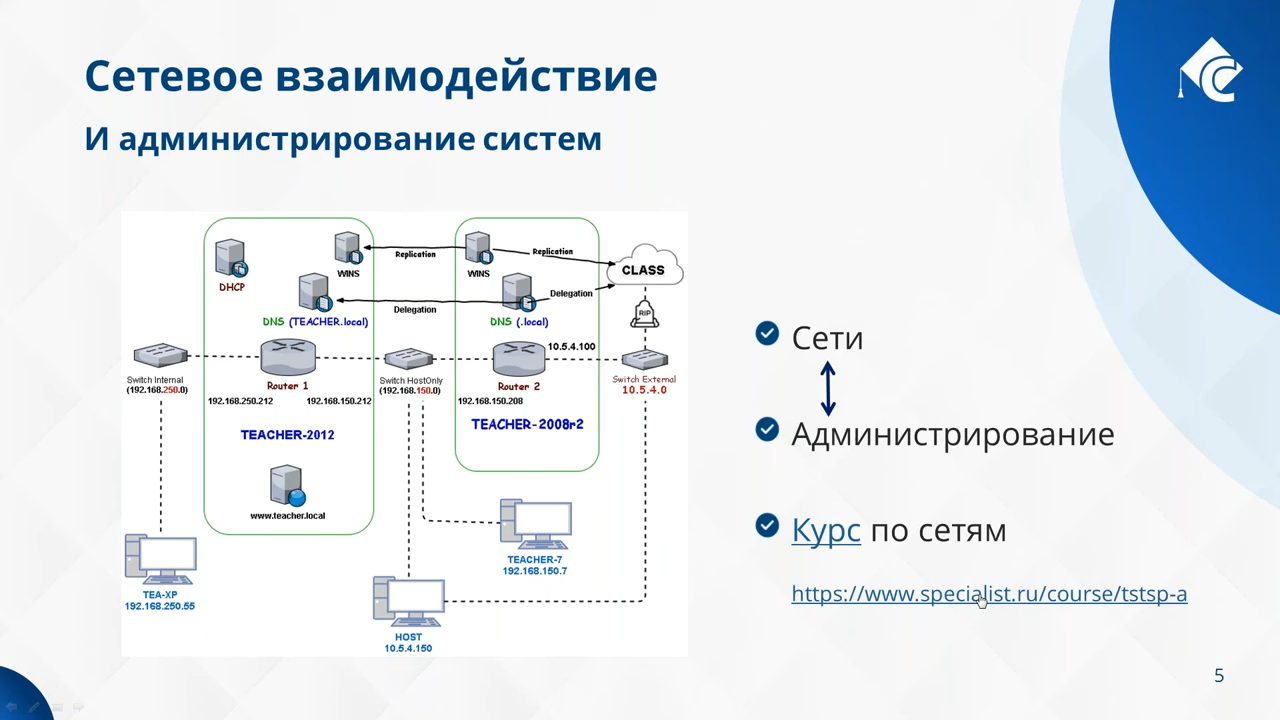 Сетевое взаимодействие
И администрирование систем
DHCP
WINS
Replication
WINS
Replication
CLASS
Delegation
Delegation
RIP
DNS (TEACHER.local)
DNS (.local)
10.5.4.100
Switch Internal
(192.168.250.0)
Router 1
192.168.250.212
192.168.150.212
Switch HostOnly
(192.168.150.0)
Router 2
192.168.150.208
Switch External
10.5.4.0
TEACHER-2012
TEACHER-2008r2
www.teacher.local
TEACHER-7
192.168.150.7
TEA-XP
192.168.250.55
HOST
10.5.4.150
Сети
Администрирование
Курс по сетям
https://www.specialist.ru/course/tstsp-a
5